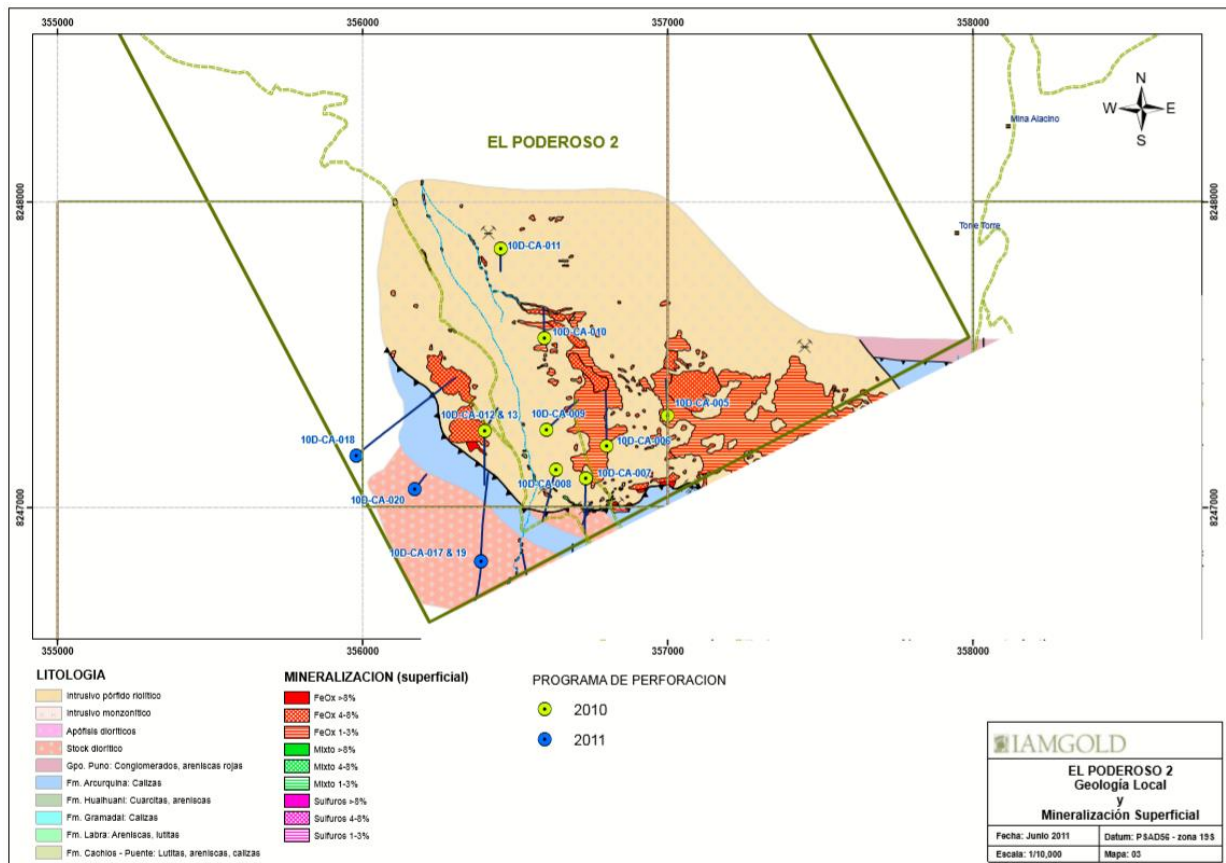 355000 356000 357000 358000
N
W E
S
Mina Alacino
EL PODEROSO 2
8248000 8248000
Torre Torre
10D-CA-011
10D-CA-010
10D-CA-005
10D-CA-012 & 13
10D-CA-009
10D-CA-018
10D-CA-006
10D-CA-007
10D-CA-008
10D-CA-020
8247000 8247000
10D-CA-017 & 19
355000 356000 357000 358000
LITOLOGIA
Intrusivo pórfido riolítico
Intrusivo monzonítico
Apófisis dioríticos
Stock diorítico
Gpo. Puno: Conglomerados, areniscas rojas
Fm. Arcurquina: Calizas
Fm. Hualhuani: Cuarcitas, areniscas
Fm. Gramadal: Calizas
Fm. Labra: Areniscas, lutitas
Fm. Cachios - Puente: Lutitas, areniscas, calizas
MINERALIZACION (superficial)
FeOx >8%
FeOx 4-8%
FeOx 1-3%
Mixto >8%
Mixto 4-8%
Mixto 1-3%
Sulfuros >8%
Sulfuros 4-8%
Sulfuros 1-3%
PROGRAMA DE PERFORACION
2010
2011
IAMGOLD
EL PODEROSO 2
Geología Local
y
Mineralización Superficial
Fecha: Junio 2011 Datum: PSAD56 - zona 19S
Escala: 1/10,000 Mapa: 03